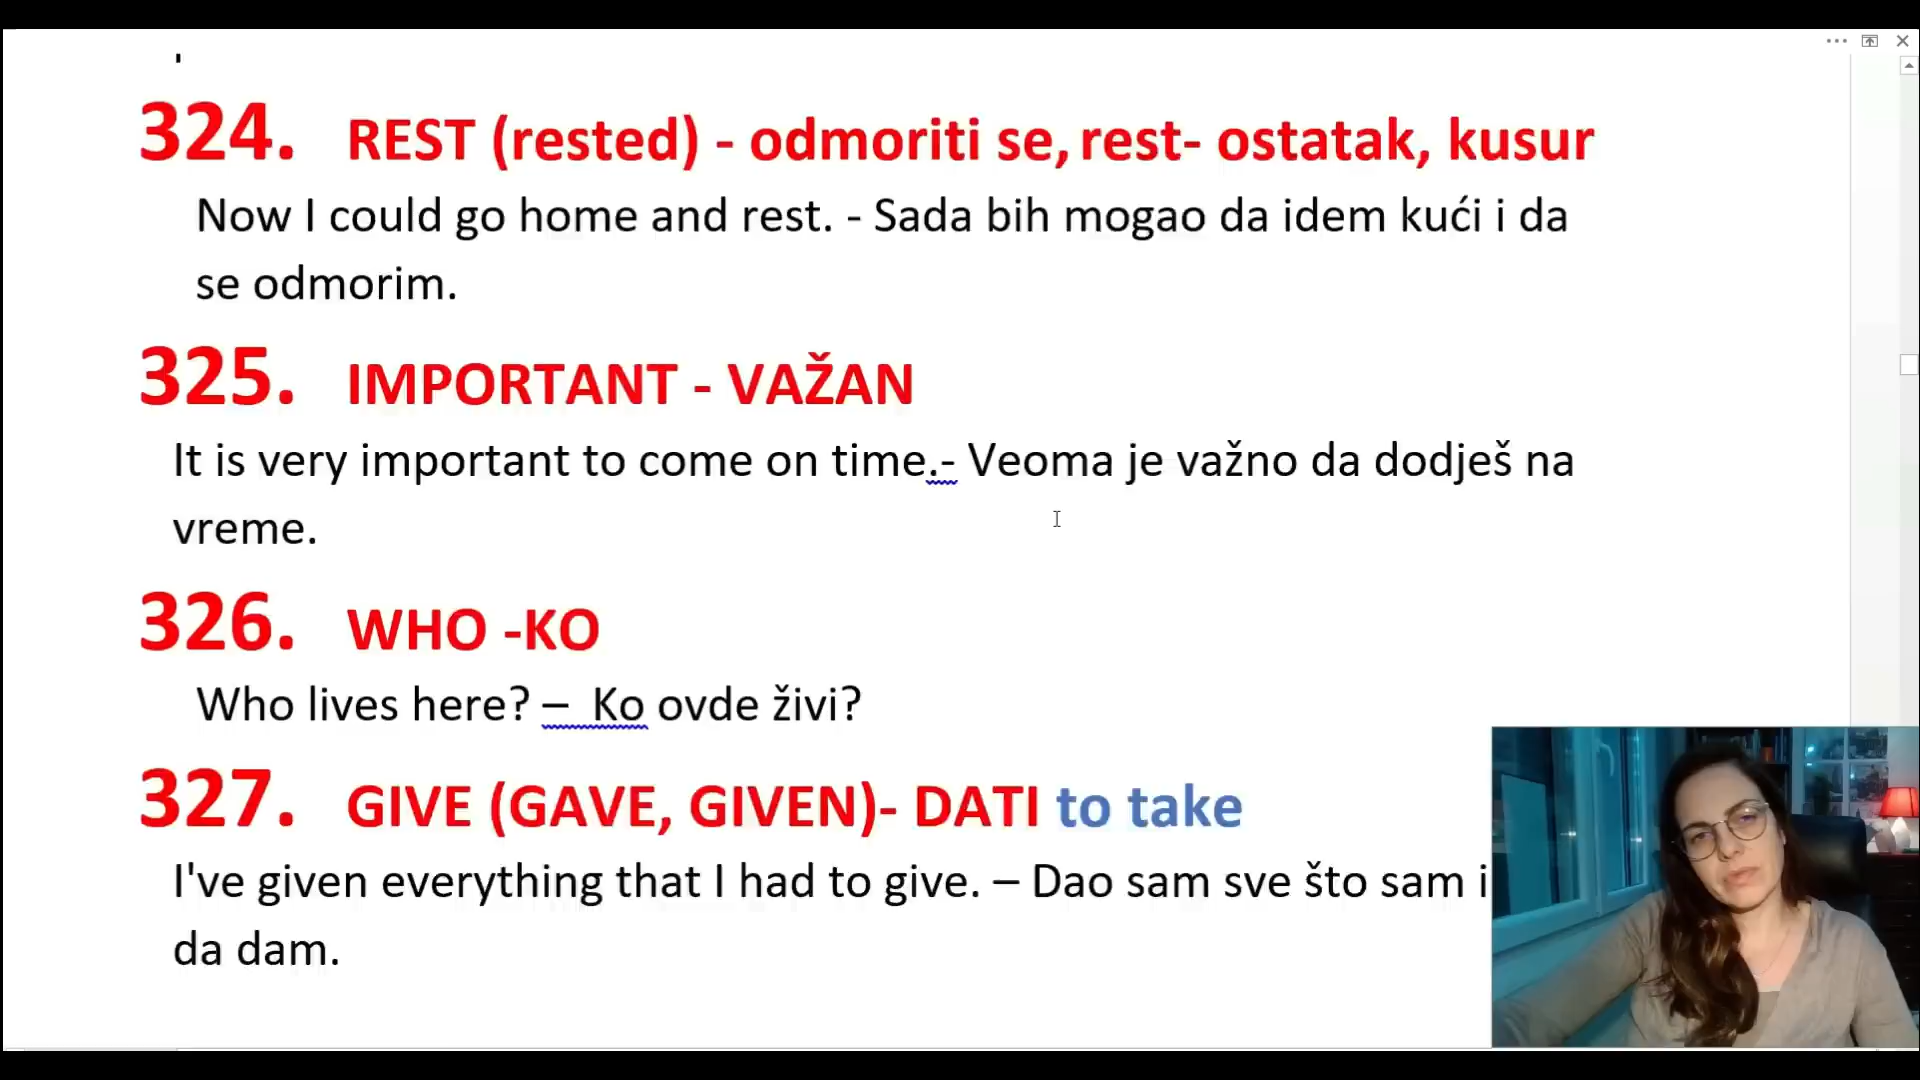 324. REST (rested) - odmoriti se, rest- ostatak, kusur
Now I could go home and rest. - Sada bih mogao da idem kući i da
se odmorim.
325. IMPORTANT - VAŽAN
It is very important to come on time.- Veoma je važno da dodješ na
vreme.
326. WHO -KO
Who lives here? – Ko ovde živi?
327. GIVE (GAVE, GIVEN)- DATI to take
I've given everything that I had to give. – Dao sam sve što sam
da dam.